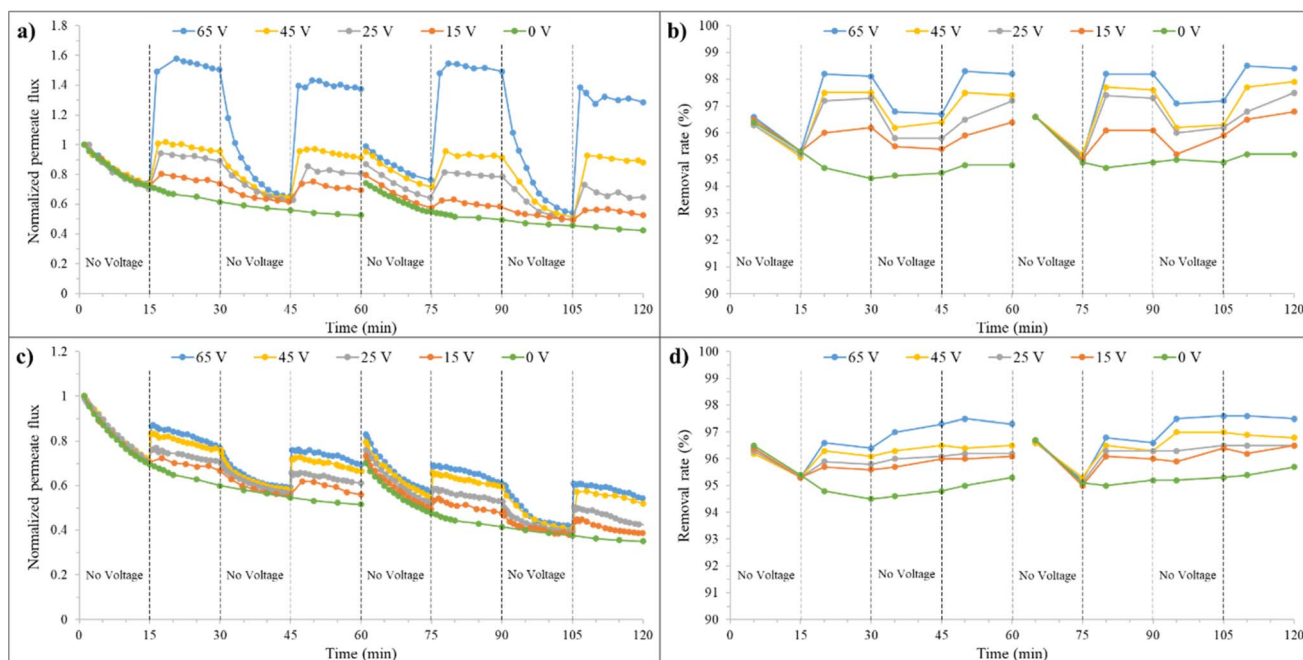 a)
65 V 45 V 25 V 15 V 0 V
Normalized permeate flux
1.8
1.6
1.4
1.2
1
0.8
0.6
0.4
0.2
0
No Voltage No Voltage No Voltage No Voltage
0 15 30 45 60 75 90 105 120
Time (min)
b)
65 V 45 V 25 V 15 V 0 V
Removal rate (%)
100
99
98
97
96
95
94
93
92
91
90
No Voltage No Voltage No Voltage No Voltage
0 15 30 45 60 75 90 105 120
Time (min)
c)
65 V 45 V 25 V 15 V 0 V
Normalized permeate flux
1.2
1
0.8
0.6
0.4
0.2
0
No Voltage No Voltage No Voltage No Voltage
0 15 30 45 60 75 90 105 120
Time (min)
d)
65 V 45 V 25 V 15 V 0 V
Removal rate (%)
100
99
98
97
96
95
94
93
92
91
90
No Voltage No Voltage No Voltage No Voltage
0 15 30 45 60 75 90 105 120
Time (min)